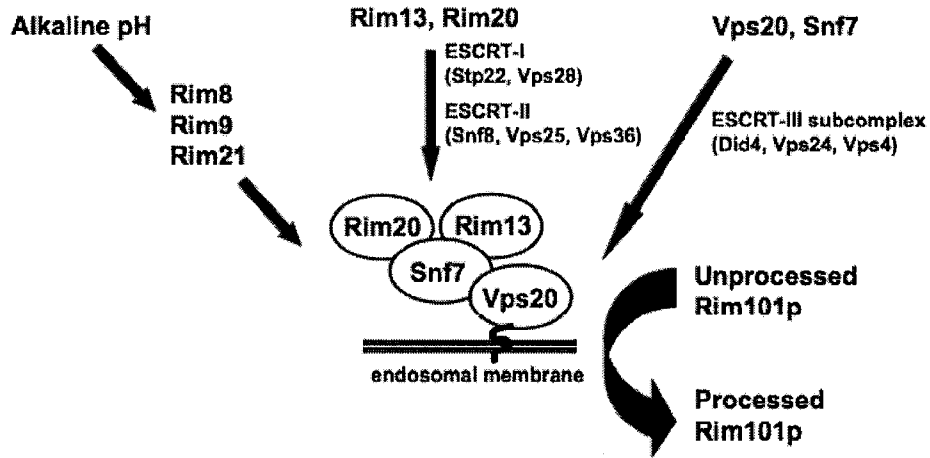 Alkaline pH
Rim8
Rim9
Rim21
Rim13, Rim20
ESCRT-I
(Stp22, Vps28)
ESCRT-II
(Snf8, Vps25, Vps36)
Vps20, Snf7
ESCRT-III subcomplex
(Did4, Vps24, Vps4)
Rim20
Rim13
Snf7
Vps20
endosomal membrane
Unprocessed
Rim101p
Processed
Rim101p